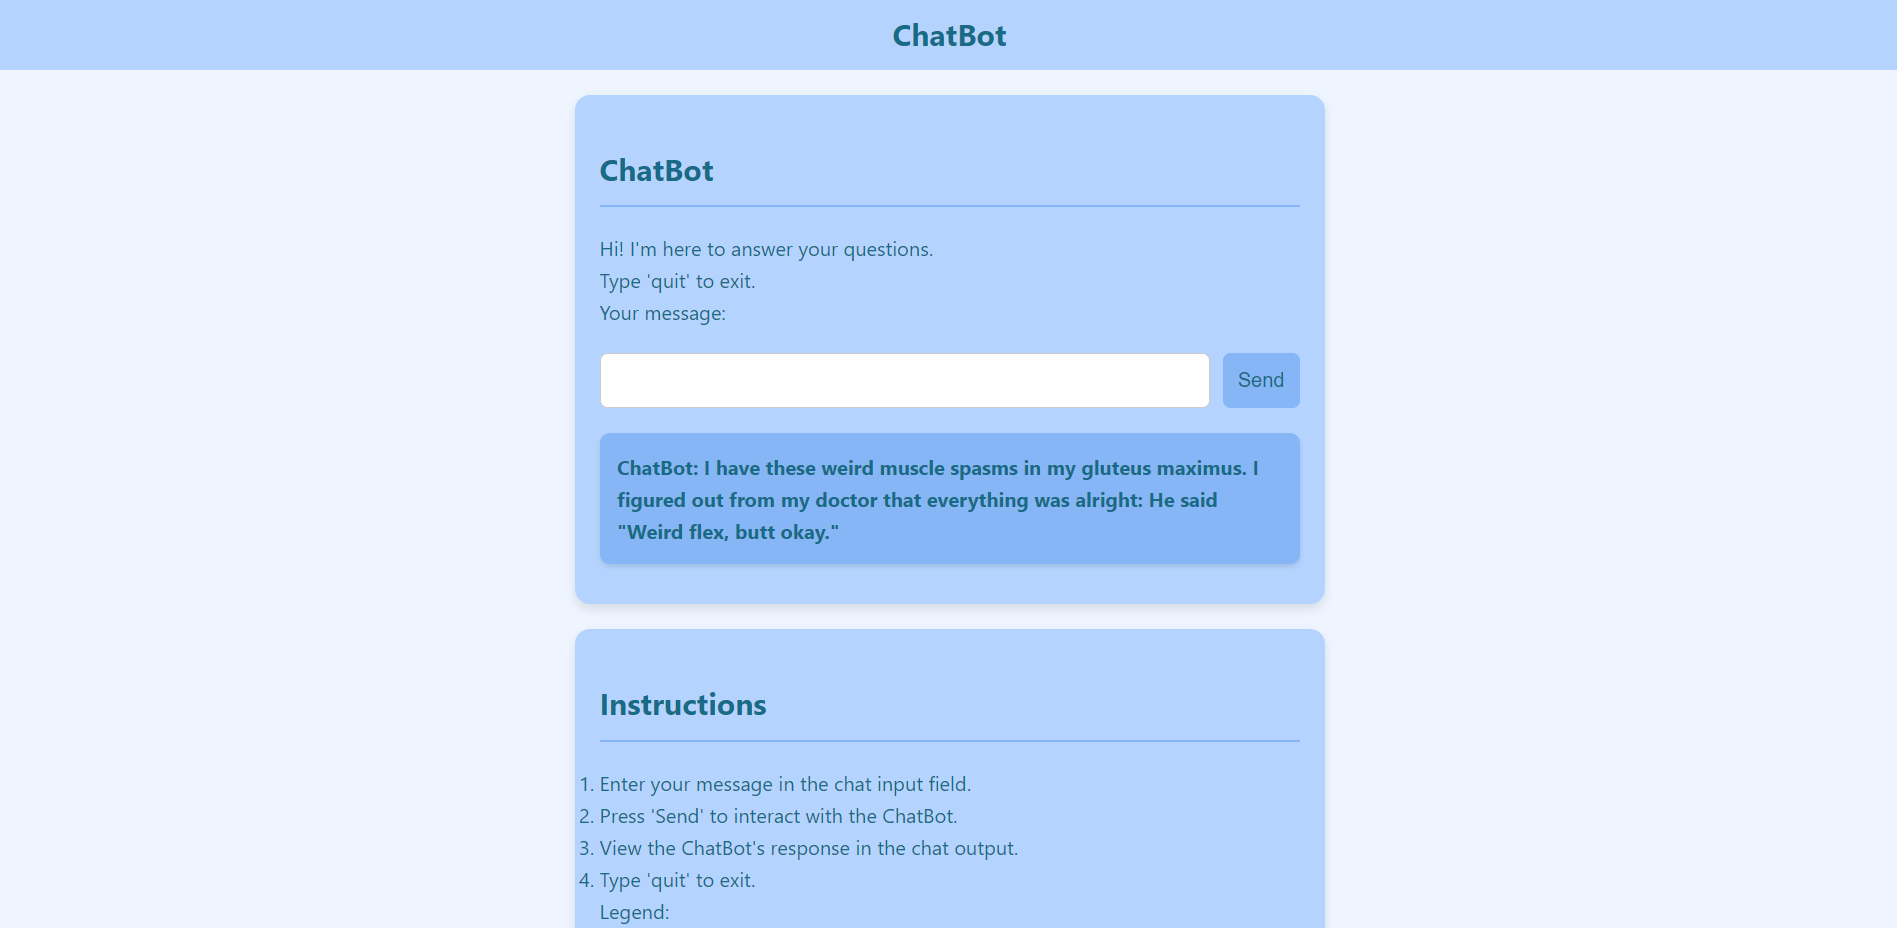 ChatBot
ChatBot
Hi! I'm here to answer your questions.
Type 'quit' to exit.
Your message:
Send
ChatBot: I have these weird muscle spasms in my gluteus maximus. I
figured out from my doctor that everything was alright: He said
"Weird flex, butt okay."
Instructions
1. Enter your message in the chat input field.
2. Press 'Send' to interact with the ChatBot.
3. View the ChatBot's response in the chat output.
4. Type 'quit' to exit.
Legend: